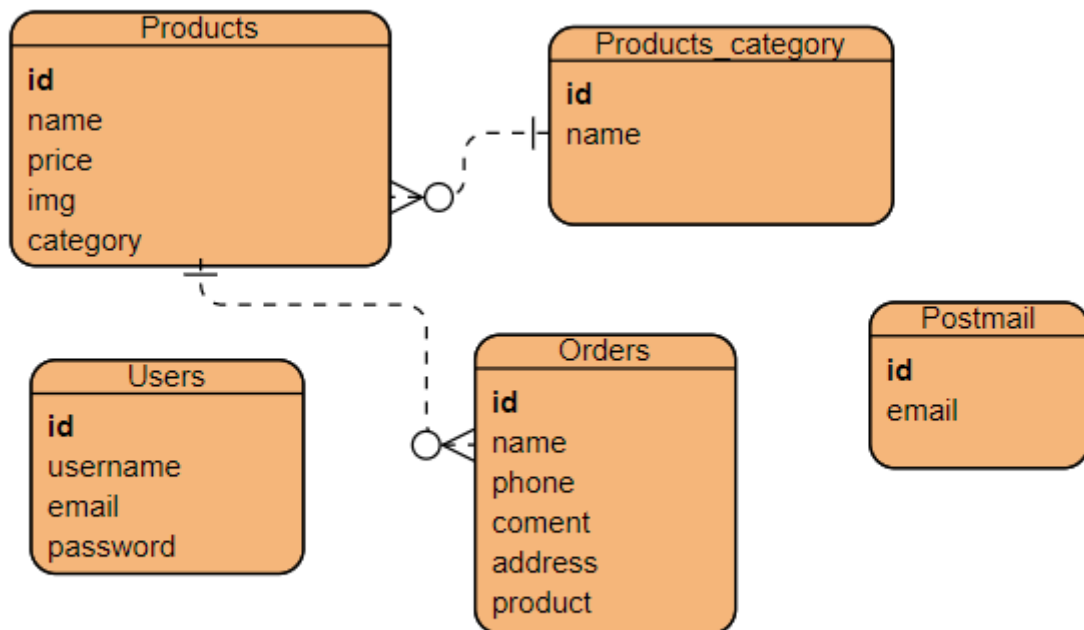 Products
id
name
price
img
category
Products_category
id
name
Users
id
username
email
password
Orders
id
name
phone
coment
address
product
Postmail
id
email